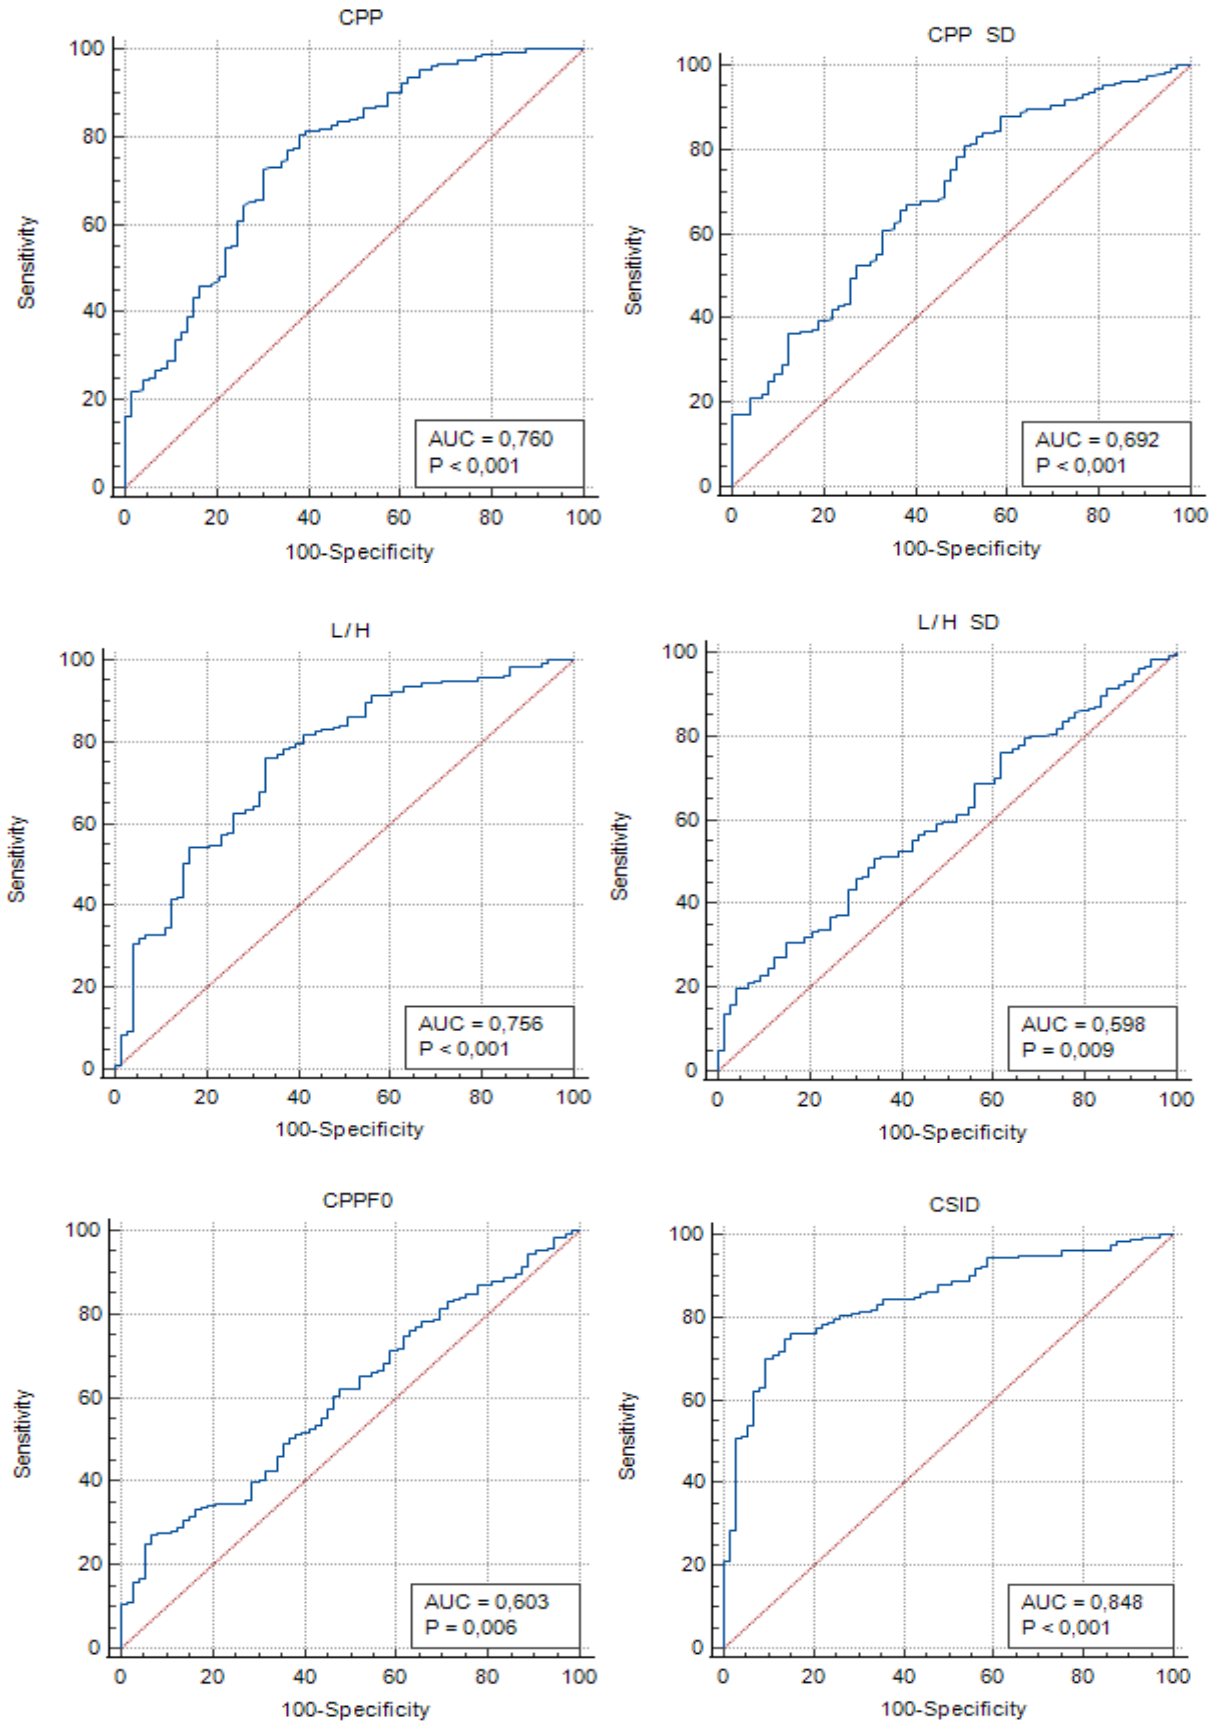 CPP
100
80
60
40
20
0
Sensitivity
AUC = 0,760
P < 0,001
0 20 40 60 80 100
100-Specificity
CPP SD
100
80
60
40
20
0
Sensitivity
AUC = 0,692
P < 0,001
0 20 40 60 80 100
100-Specificity
L/H
100
80
60
40
20
0
Sensitivity
AUC = 0,756
P < 0,001
0 20 40 60 80 100
100-Specificity
L/H SD
100
80
60
40
20
0
Sensitivity
AUC = 0,598
P = 0,009
0 20 40 60 80 100
100-Specificity
CPPF0
100
80
60
40
20
0
Sensitivity
AUC = 0,603
P = 0,006
0 20 40 60 80 100
100-Specificity
CSID
100
80
60
40
20
0
Sensitivity
AUC = 0,848
P < 0,001
0 20 40 60 80 100
100-Specificity